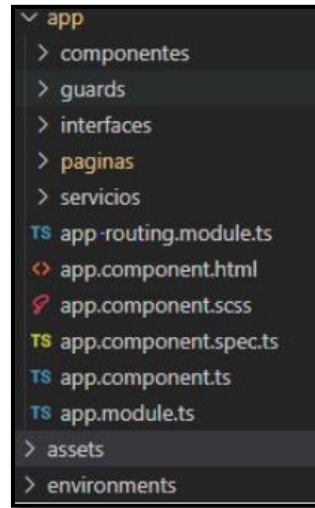 app
componentes
guards
interfaces
paginas
servicios
TS app-routing.module.ts
<> app.component.html
app.component.scss
TS app.component.spec.ts
TS app.component.ts
TS app.module.ts
assets
environments